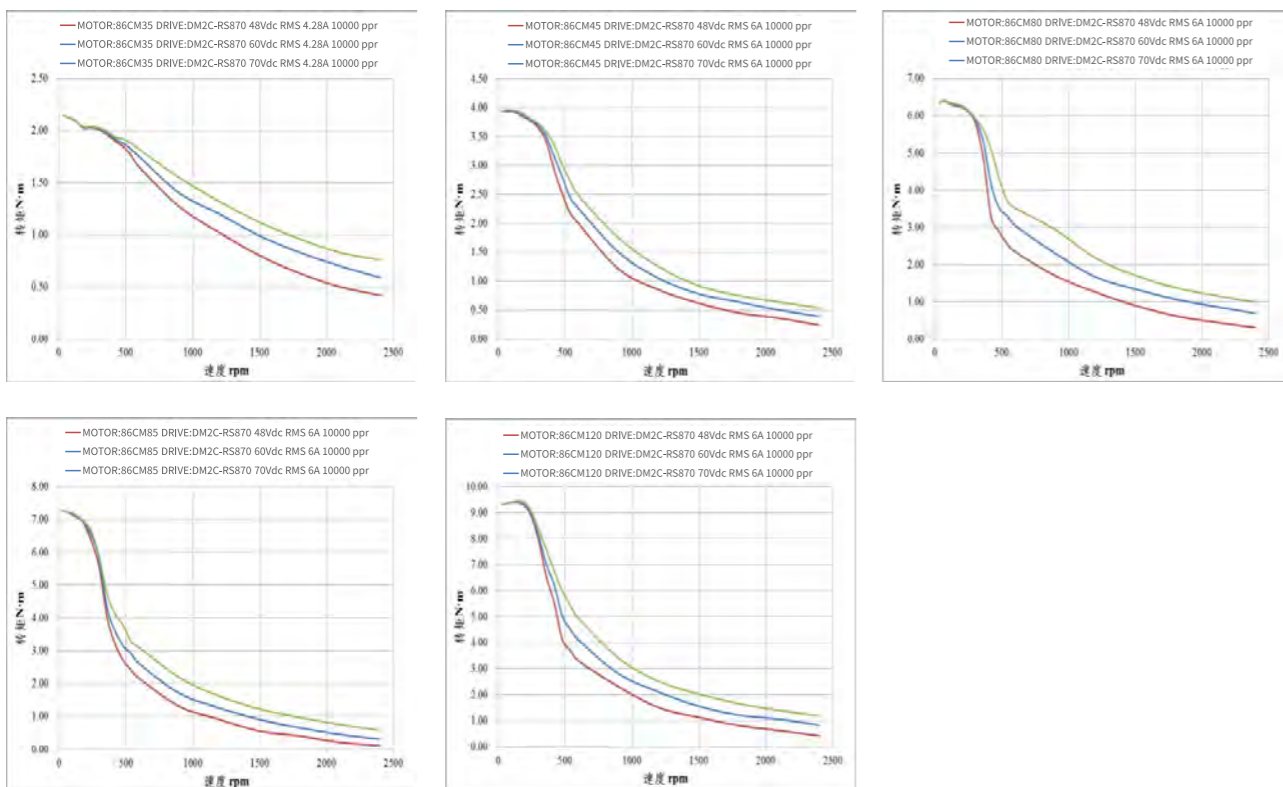 MOTOR:86CM35 DRIVE:DM2C-RS870 48Vdc RMS 4.28A 10000 ppr
MOTOR:86CM35 DRIVE:DM2C-RS870 60Vdc RMS 4.28A 10000 ppr
MOTOR:86CM35 DRIVE:DM2C-RS870 70Vdc RMS 4.28A 10000 ppr
2.50
2.00
1.50
1.00
0.50
0.00
转矩N·m
0 500 1000 1500 2000 2500
速度 rpm
MOTOR:86CM45 DRIVE:DM2C-RS870 48Vdc RMS 6A 10000 ppr
MOTOR:86CM45 DRIVE:DM2C-RS870 60Vdc RMS 6A 10000 ppr
MOTOR:86CM45 DRIVE:DM2C-RS870 70Vdc RMS 6A 10000 ppr
4.50
4.00
3.50
3.00
2.50
2.00
1.50
1.00
0.50
0.00
转矩N·m
0 500 1000 1500 2000 2500
速度 rpm
MOTOR:86CM80 DRIVE:DM2C-RS870 48Vdc RMS 6A 10000 ppr
MOTOR:86CM80 DRIVE:DM2C-RS870 60Vdc RMS 6A 10000 ppr
MOTOR:86CM80 DRIVE:DM2C-RS870 70Vdc RMS 6A 10000 ppr
7.00
6.00
5.00
4.00
3.00
2.00
1.00
0.00
转矩N·m
0 500 1000 1500 2000 2500
速度 rpm
MOTOR:86CM85 DRIVE:DM2C-RS870 48Vdc RMS 6A 10000 ppr
MOTOR:86CM85 DRIVE:DM2C-RS870 60Vdc RMS 6A 10000 ppr
MOTOR:86CM85 DRIVE:DM2C-RS870 70Vdc RMS 6A 10000 ppr
8.00
7.00
6.00
5.00
4.00
3.00
2.00
1.00
0.00
转矩N·m
0 500 1000 1500 2000 2500
速度 rpm
MOTOR:86CM120 DRIVE:DM2C-RS870 48Vdc RMS 6A 10000 ppr
MOTOR:86CM120 DRIVE:DM2C-RS870 60Vdc RMS 6A 10000 ppr
MOTOR:86CM120 DRIVE:DM2C-RS870 70Vdc RMS 6A 10000 ppr
10.00
9.00
8.00
7.00
6.00
5.00
4.00
3.00
2.00
1.00
0.00
转矩N·m
0 500 1000 1500 2000 2500
速度 rpm